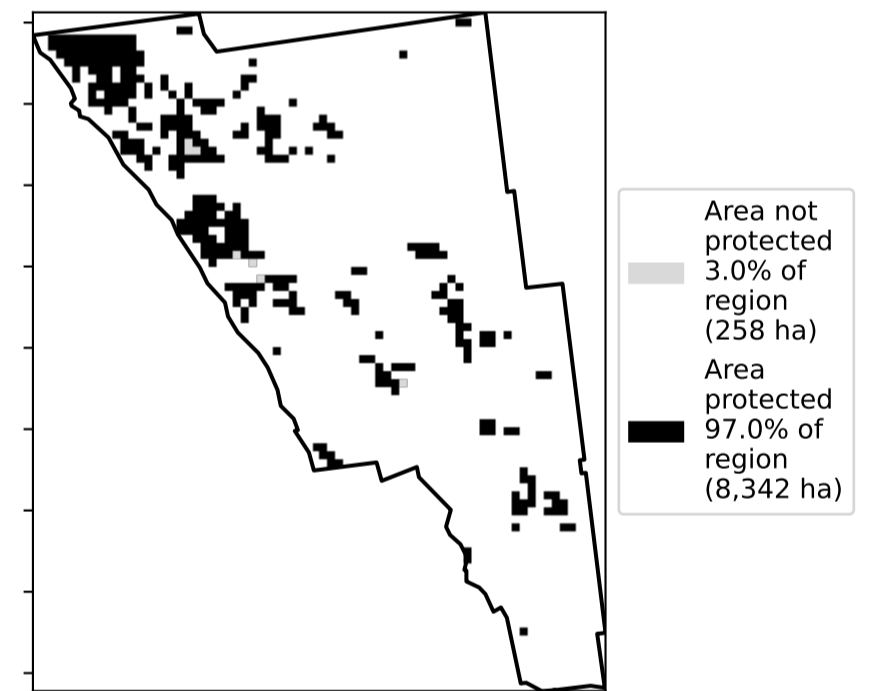 Area not
protected
3.0% of
region
(258 ha)
Area
protected
97.0% of
region
(8,342 ha)